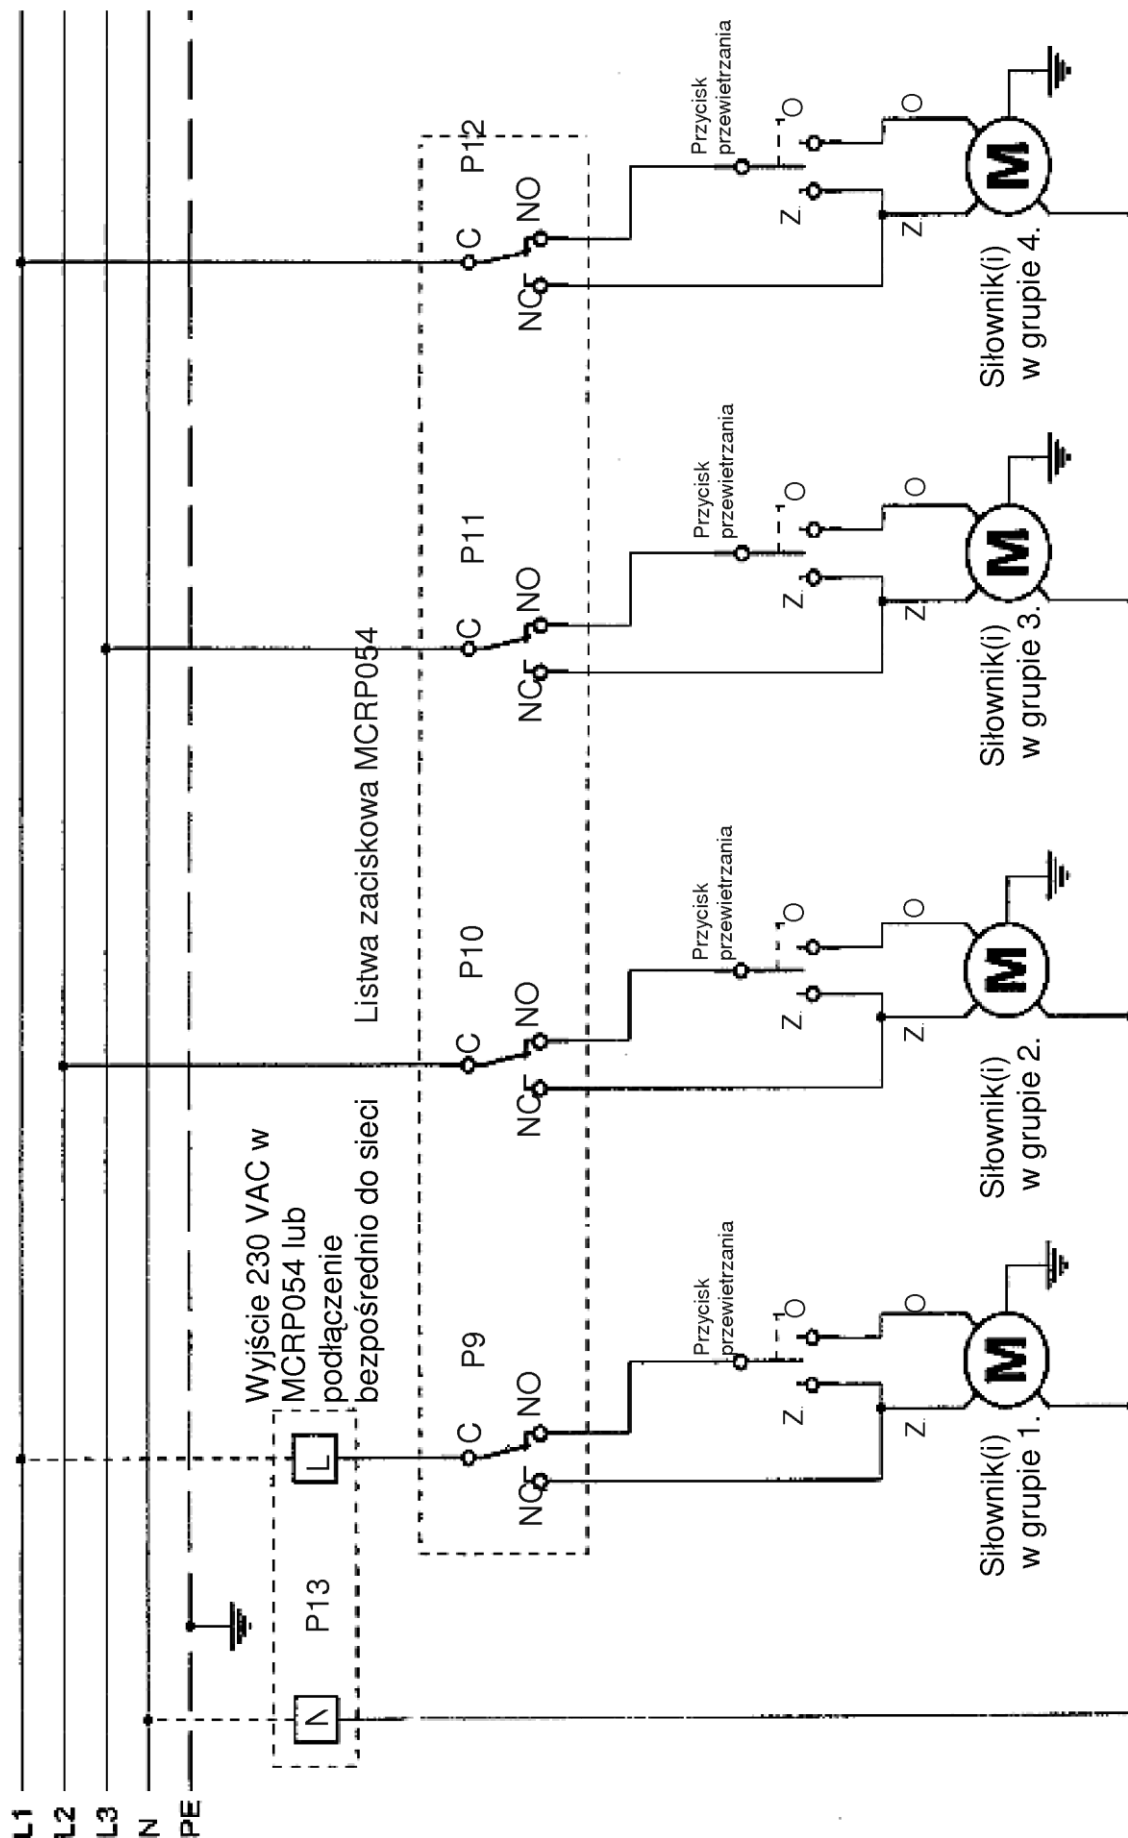 L1
L2
L3
N
PE
Wyjście 230 VAC w
MCRP054 lub
podłączenie
bezpośrednio do sieci
N
P13
L
Listwa zaciskowa MCRP054
P9
C
NC
NO
P10
C
NC
NO
P11
C
NC
NO
P12
C
NC
NO
Przycisk
przewietrzania
Z.
O
Z.
O
M
Siłownik(i)
w grupie 1.
Przycisk
przewietrzania
Z.
O
Z.
O
M
Siłownik(i)
w grupie 2.
Przycisk
przewietrzania
Z.
O
Z.
O
M
Siłownik(i)
w grupie 3.
Przycisk
przewietrzania
Z.
O
Z.
O
M
Siłownik(i)
w grupie 4.